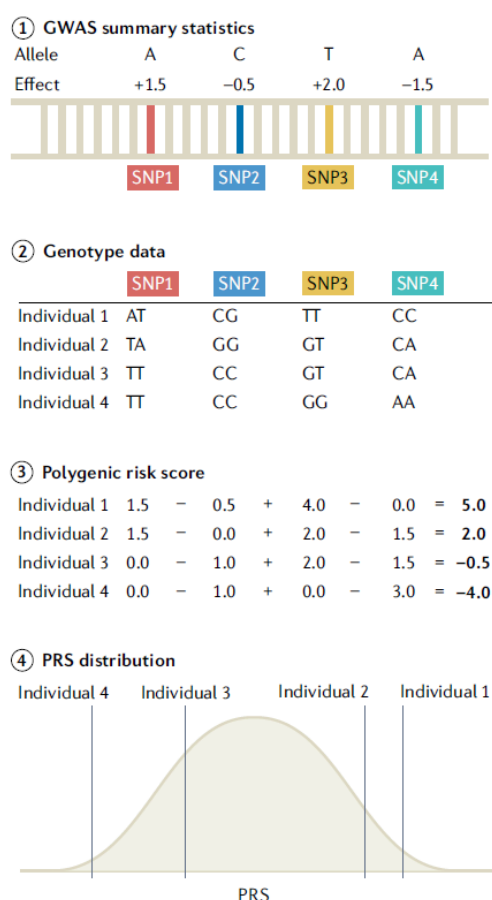 ① GWAS summary statistics
Allele A C T A
Effect +1.5 −0.5 +2.0 −1.5
SNP1 SNP2 SNP3 SNP4
② Genotype data
SNP1 SNP2 SNP3 SNP4
Individual 1 AT CG TT CC
Individual 2 TA GG GT CA
Individual 3 TT CC GT CA
Individual 4 TT CC GG AA
③ Polygenic risk score
Individual 1 1.5 − 0.5 + 4.0 − 0.0 = 5.0
Individual 2 1.5 − 0.0 + 2.0 − 1.5 = 2.0
Individual 3 0.0 − 1.0 + 2.0 − 1.5 = −0.5
Individual 4 0.0 − 1.0 + 0.0 − 3.0 = −4.0
④ PRS distribution
Individual 4 Individual 3 Individual 2 Individual 1
PRS